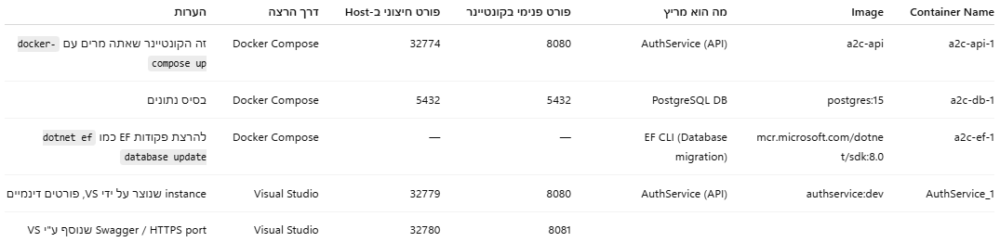 Container Name Image מה הוא מריץ פורט פנימי בקונטיינר פורט חיצוני ב-Host דרך הרצה הערות
a2c-api-1 a2c-api AuthService (API) 8080 32774 Docker Compose זה הקונטיינר שאתה מרים עם docker-
compose up
a2c-db-1 postgres:15 PostgreSQL DB 5432 5432 Docker Compose בסיס נתונים
a2c-ef-1 mcr.microsoft.com/dotne EF CLI (Database — — Docker Compose להרצת פקודות EF כמו dotnet ef
t/sdk:8.0 migration) database update
AuthService_1 authservice:dev AuthService (API) 8080 32779 Visual Studio instance שנוצר על ידי VS, פורטים דינמיים
8081 32780 Visual Studio Swagger / HTTPS port שנוסף ע"י VS